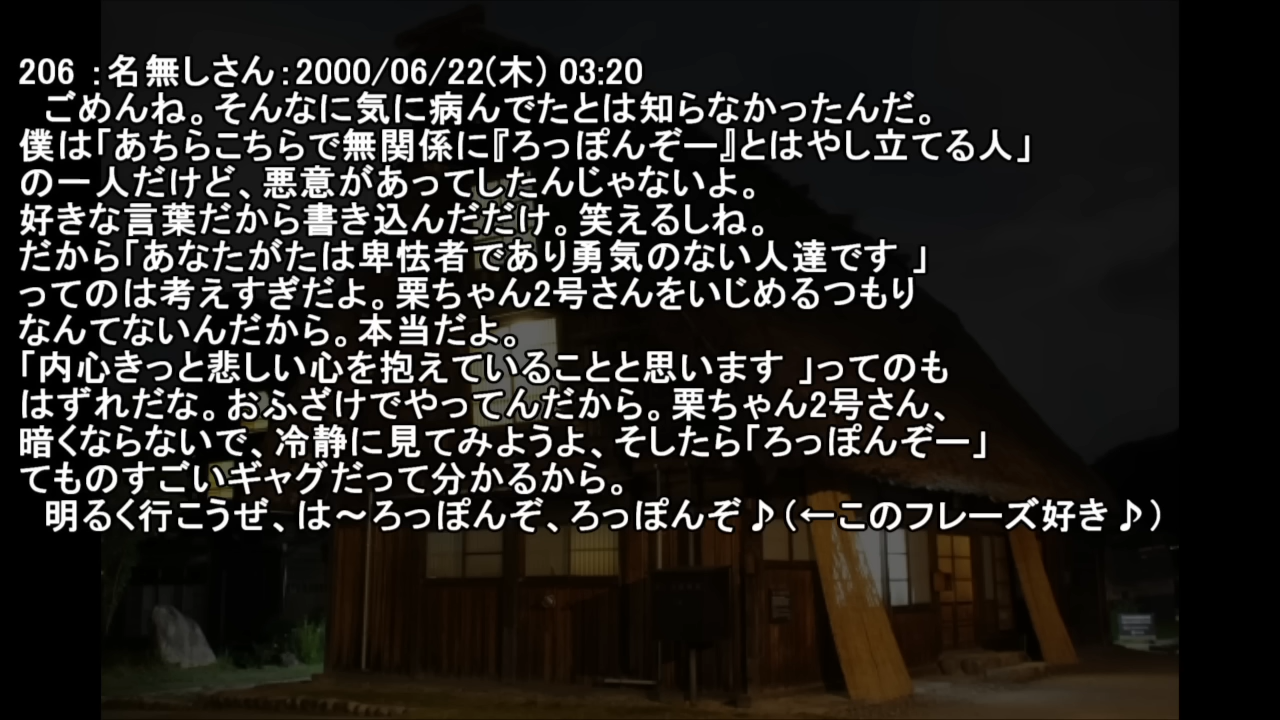 206 ：名無しさん：2000/06/22(木) 03:20
　ごめんね。そんなに気に病んでたとは知らなかったんだ。
僕は「あちらこちらで無関係に『ろっぽんぞー』とはやし立てる人」
の一人だけど、悪意があってしたんじゃないよ。
好きな言葉だから書き込んだだけ。笑えるしね。
だから「あなたがたは卑怯者であり勇気のない人達です 」
ってのは考えすぎだよ。栗ちゃん2号さんをいじめるつもり
なんてないんだから。本当だよ。
「内心きっと悲しい心を抱えていることと思います 」ってのも
はずれだな。おふざけでやってんだから。栗ちゃん2号さん、
暗くならないで、冷静に見てみようよ、そしたら「ろっぽんぞー」
てものすごいギャグだって分かるから。
　明るく行こうぜ、は～ろっぽんぞ、ろっぽんぞ♪（←このフレーズ好き♪）